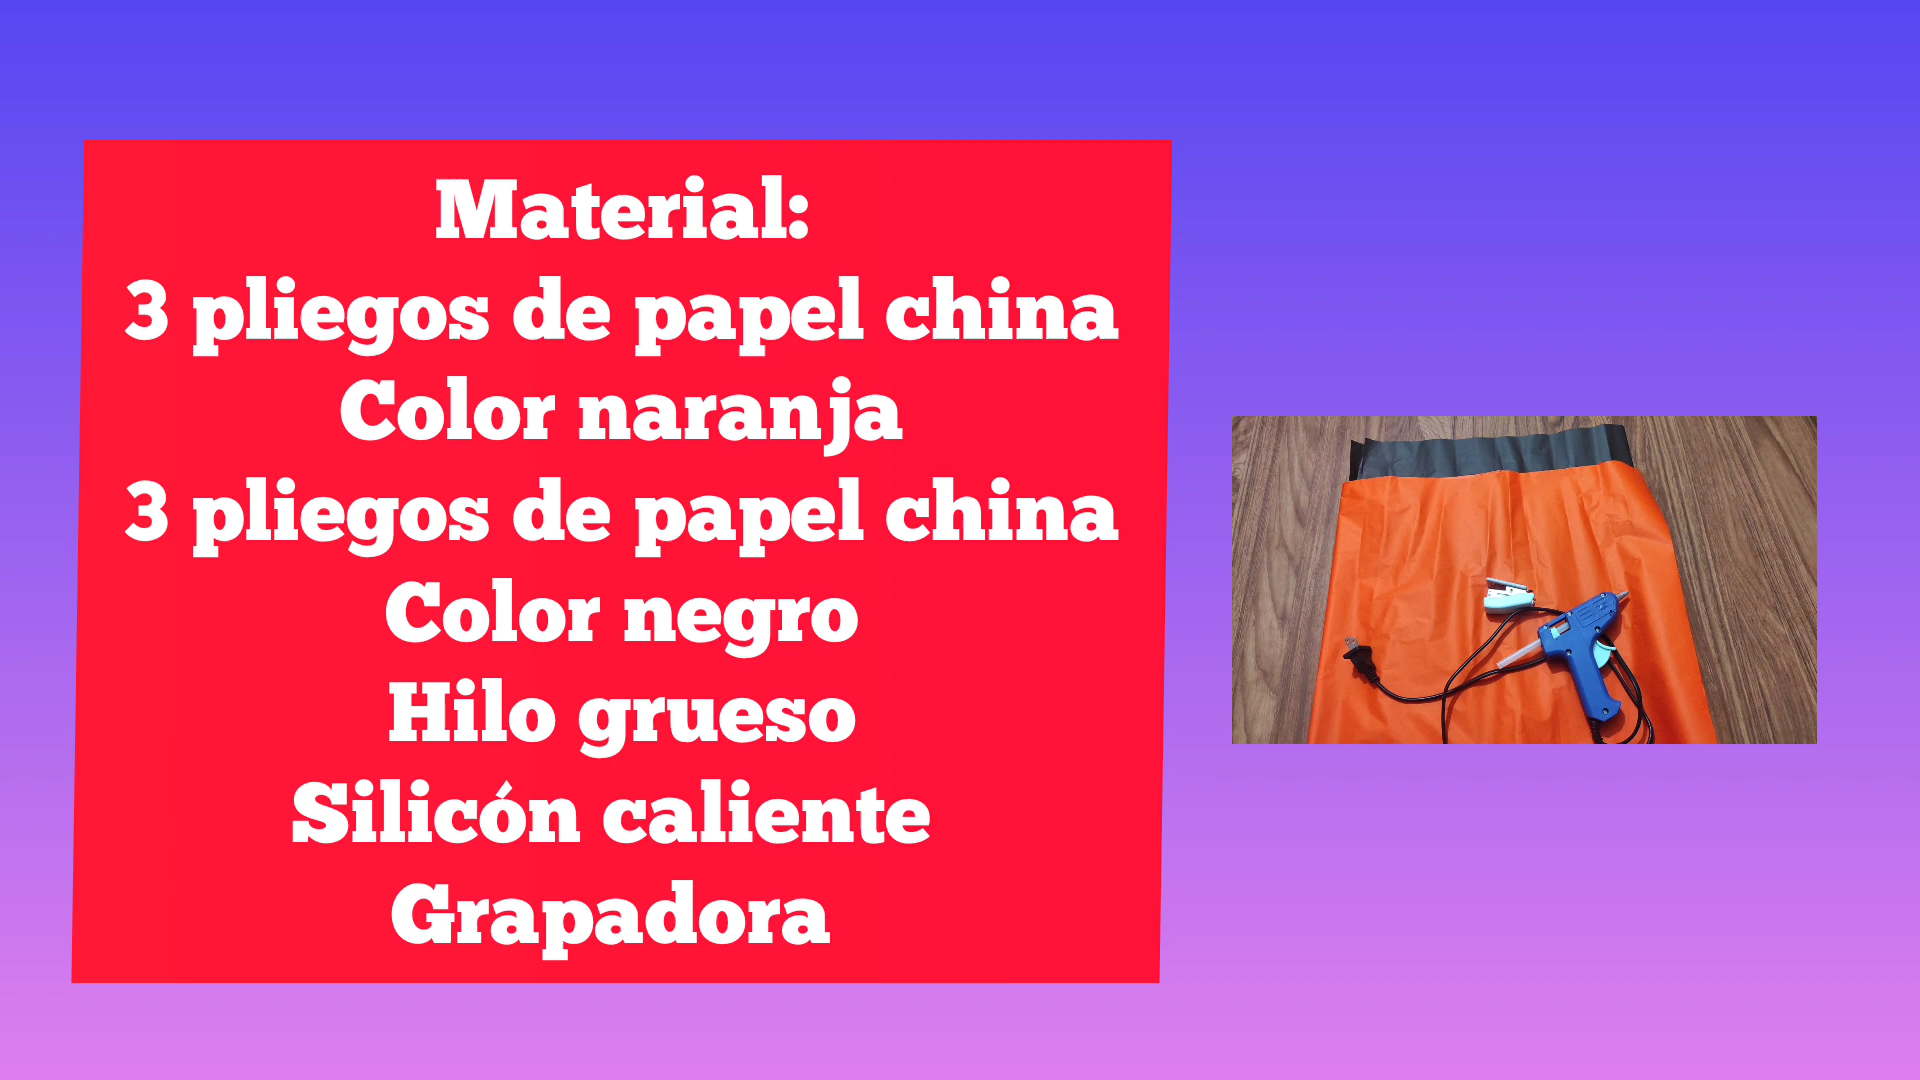 Material:
3 pliegos de papel china
Color naranja
3 pliegos de papel china
Color negro
Hilo grueso
Silicón caliente
Grapadora